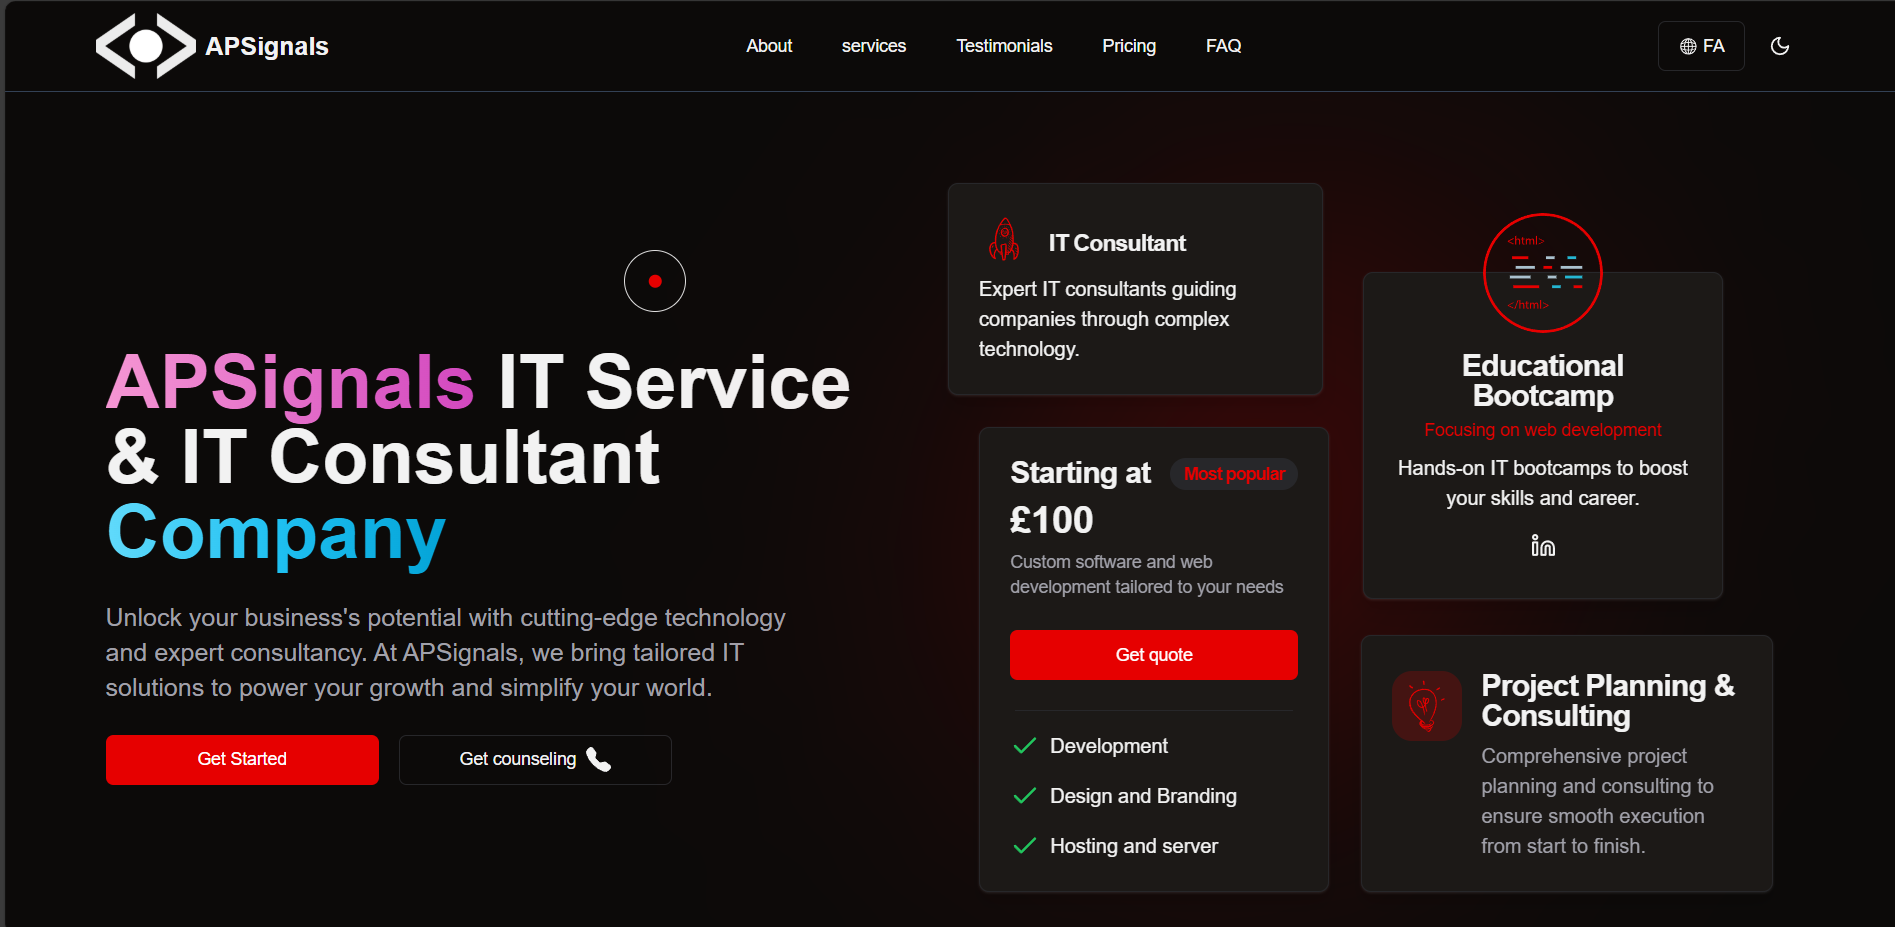 APSignals
About
services
Testimonials
Pricing
FAQ
FA
APSignals IT Service
& IT Consultant
Company
Unlock your business's potential with cutting-edge technology
and expert consultancy. At APSignals, we bring tailored IT
solutions to power your growth and simplify your world.
Get Started
Get counseling
IT Consultant
Expert IT consultants guiding
companies through complex
technology.
Starting at
Most popular
£100
Custom software and web
development tailored to your needs
Get quote
Development
Design and Branding
Hosting and server
<html>
</html>
Educational
Bootcamp
Focusing on web development
Hands-on IT bootcamps to boost
your skills and career.
in
Project Planning &
Consulting
Comprehensive project
planning and consulting to
ensure smooth execution
from start to finish.